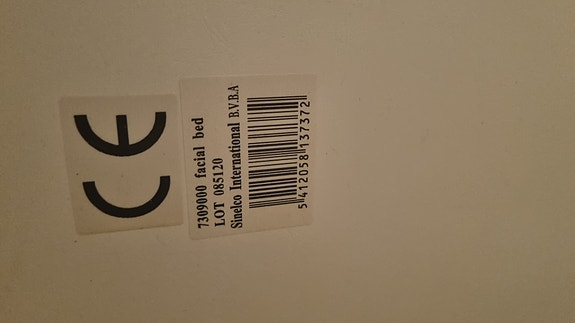 CE
7309000 facial bed
LOT 085120
Sinelco International B.V.B.A
5 412058 137372